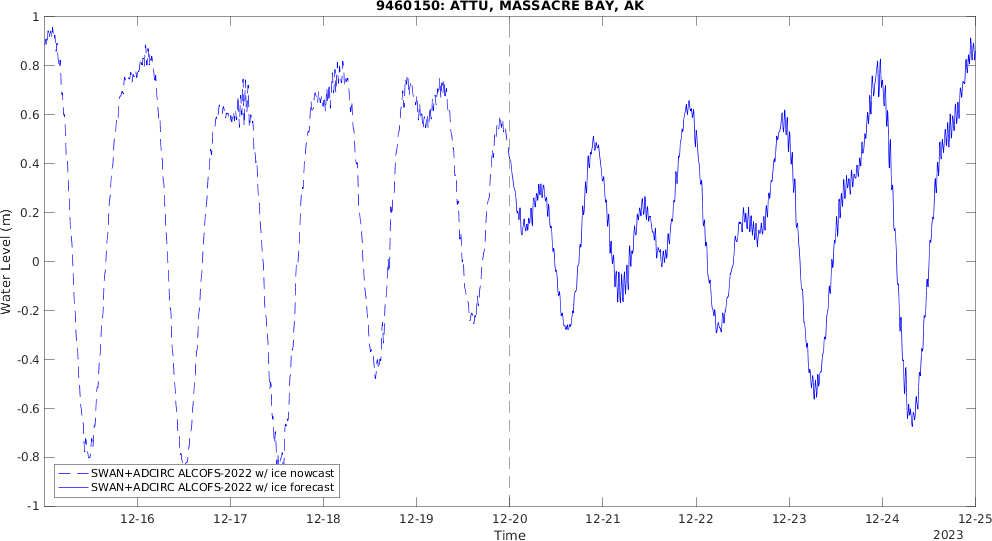 9460150: ATTU, MASSACRE BAY, AK
1
0.8
0.6
0.4
0.2
0
-0.2
-0.4
-0.6
-0.8
-1
Water Level (m)
SWAN+ADCIRC ALCOFS-2022 w/ ice nowcast
SWAN+ADCIRC ALCOFS-2022 w/ ice forecast
12-16 12-17 12-18 12-19 12-20 12-21 12-22 12-23 12-24 12-25
Time
2023